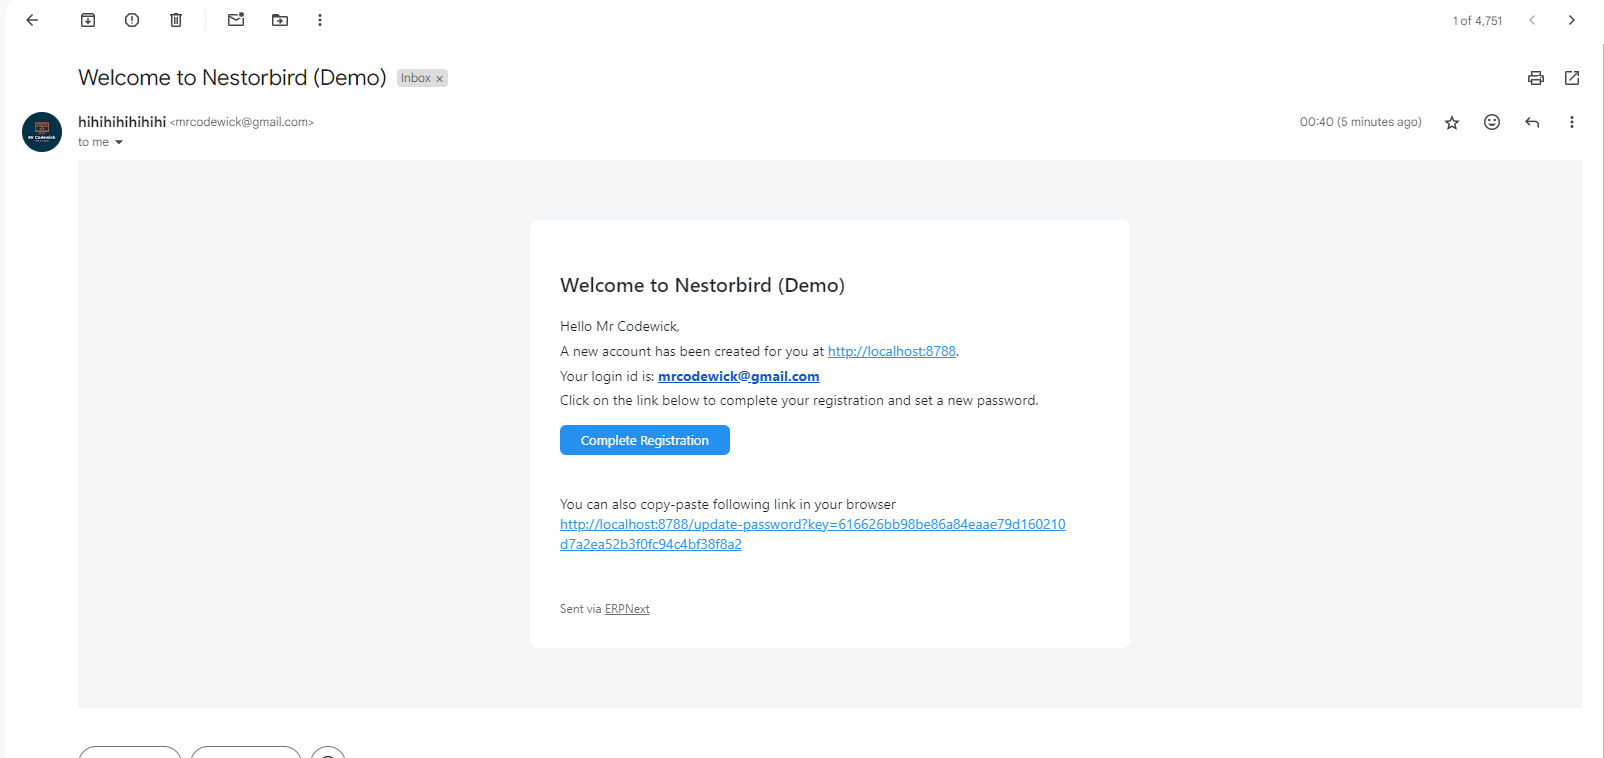 1 of 4,751
Welcome to Nestorbird (Demo) Inbox ×
hihihihihihihi <mrcodewick@gmail.com> 00:40 (5 minutes ago)
to me
Mr Codewick
Welcome to Nestorbird (Demo)
Hello Mr Codewick,
A new account has been created for you at http://localhost:8788.
Your login id is: mrcodewick@gmail.com
Click on the link below to complete your registration and set a new password.
Complete Registration
You can also copy-paste following link in your browser
http://localhost:8788/update-password?key=616626bb98be86a84eaae79d160210
d7a2ea52b3f0fc94c4bf38f8a2
Sent via ERPNext